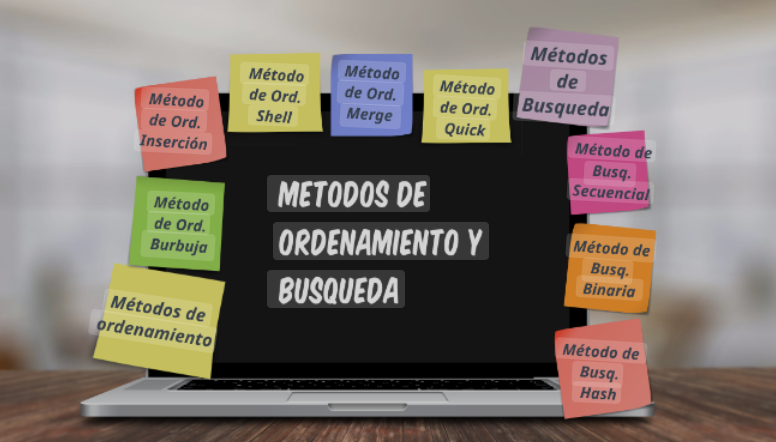 METODOS DE
ORDENAMIENTO Y
BUSQUEDA
Métodos de
ordenamiento
Método
de Ord.
Burbuja
Método
de Ord.
Inserción
Método
de Ord.
Shell
Método
de Ord.
Merge
Método
de Ord.
Quick
Métodos
de
Busqueda
Método de
Busq.
Secuencial
Método de
Busq.
Binaria
Método de
Busq.
Hash